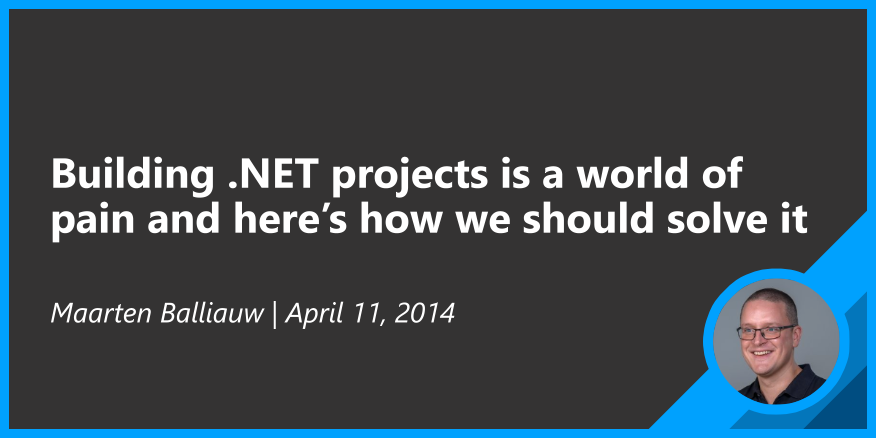 Building .NET projects is a world of
pain and here’s how we should solve it
Maarten Balliauw | April 11, 2014